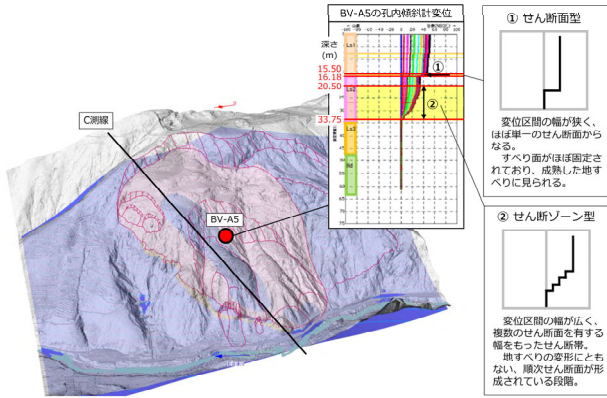 BV-A5の孔内傾斜計変位
深さ
(m)
15.50
16.18
20.50
33.75
Ls1
Ls2
Ls3
①
②
C測線
BV-A5
① せん断面型
変位区間の幅が狭く、
ほぼ単一のせん断面から
なる。
すべり面がほぼ固定さ
れており、成熟した地す
べりに見られる。
② せん断ゾーン型
変位区間の幅が広く、
複数のせん断面を有する
幅をもったせん断帯。
地すべりの変形にとも
ない、順次せん断面が形
成されている段階。